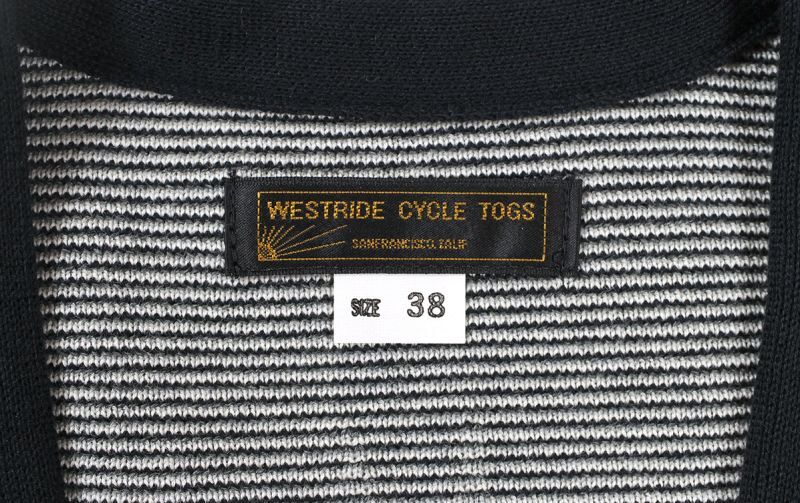 WESTRIDE CYCLE TOGS
SANFRANCISCO.CALIF
SIZE 38